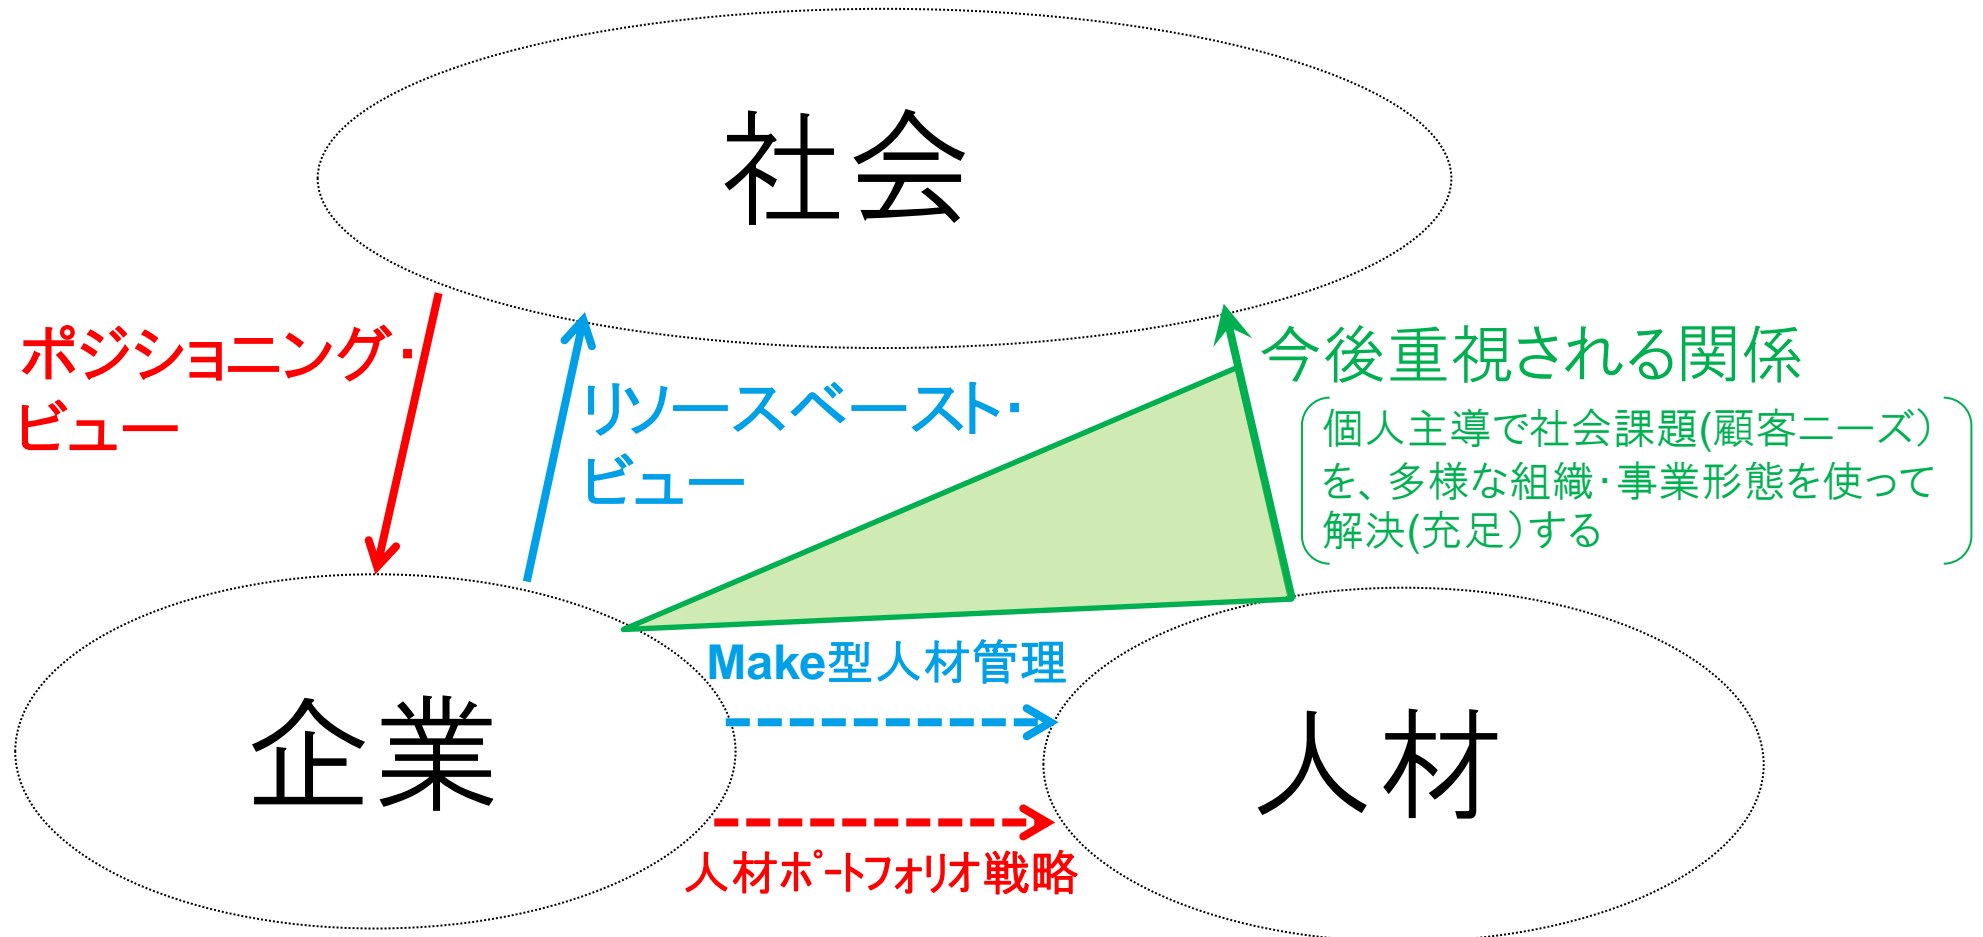 社会
ポジショニング・
ビュー
リソースベースト・
ビュー
今後重視される関係
個人主導で社会課題(顧客ニーズ）
を、多様な組織・事業形態を使って
解決(充足）する
Make型人材管理
企業
人材
人材ﾎﾟｰﾄフォリオ戦略